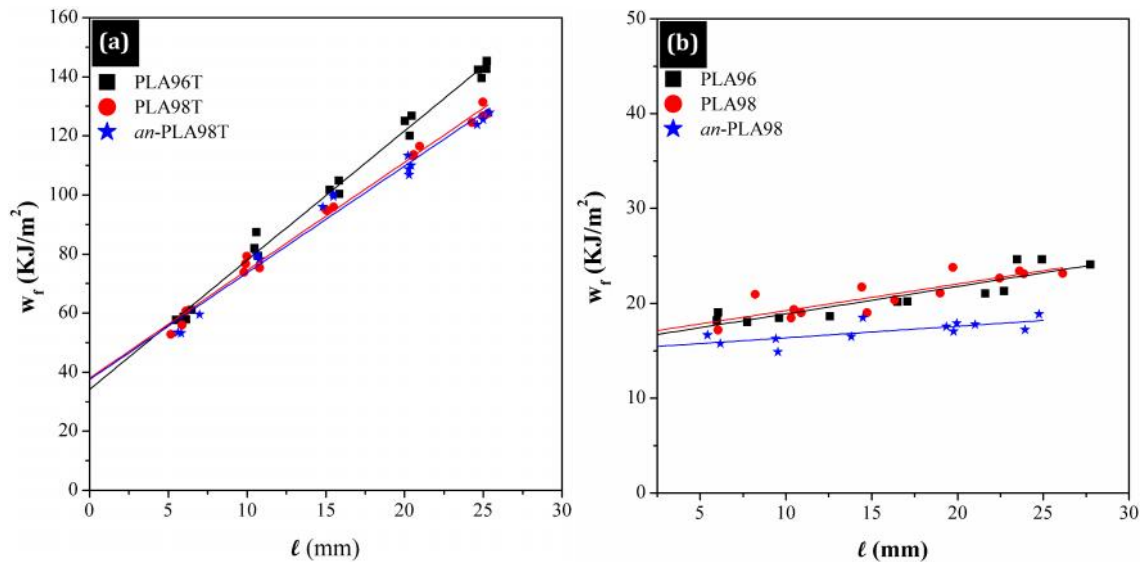 (a)
PLA96T
PLA98T
an-PLA98T
w_f (KJ/m²)
160
140
120
100
80
60
40
20
0
0 5 10 15 20 25 30
ℓ (mm)
(b)
PLA96
PLA98
an-PLA98
w_f (KJ/m²)
50
40
30
20
10
0
5 10 15 20 25 30
ℓ (mm)